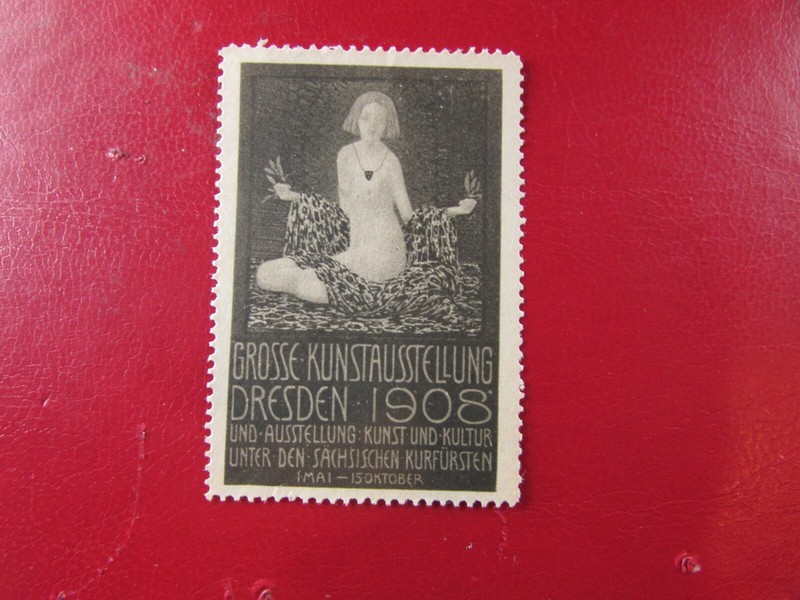 GROSSE · KUNSTAUSSTELLUNG
DRESDEN 1908
UND · AUSSTELLUNG : KUNST UND · KULTUR
UNTER · DEN · SÄCHSISCHEN KURFÜRSTEN
1 MAI — 15 OKTOBER